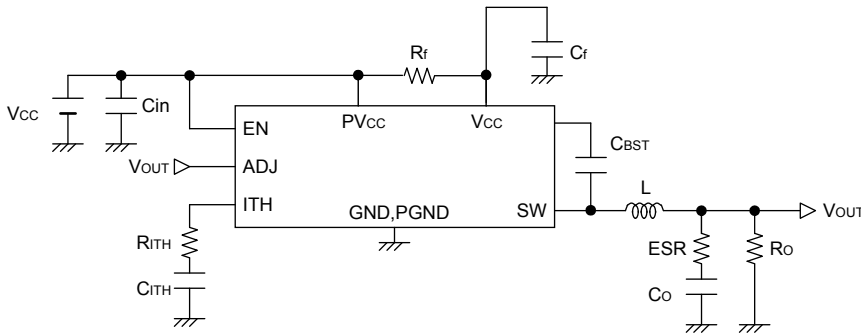 Rf
Cf
VCC
Cin
EN
PVCC
VCC
VOUT
ADJ
CBST
ITH
GND,PGND
SW
L
VOUT
RITH
CITH
ESR
RO
CO